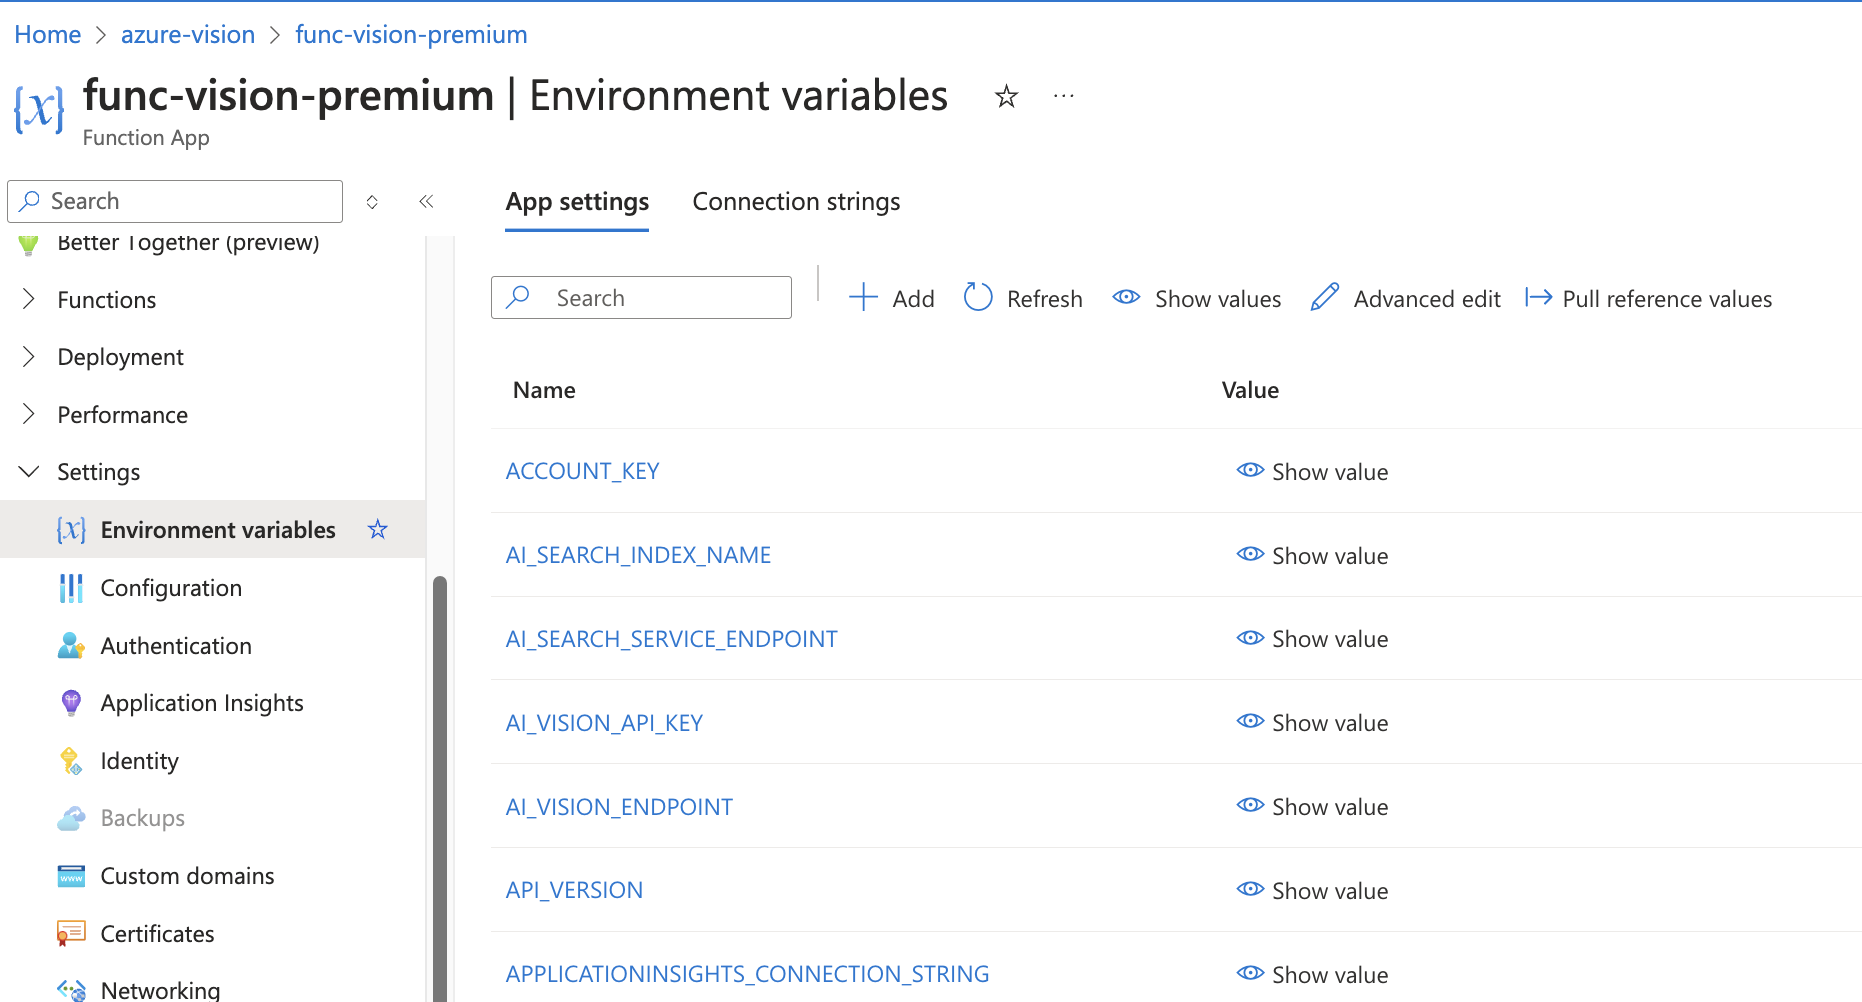 Home > azure-vision > func-vision-premium
func-vision-premium | Environment variables
Function App
Search
Better Together (preview)
Functions
Deployment
Performance
Settings
Environment variables
Configuration
Authentication
Application Insights
Identity
Backups
Custom domains
Certificates
Networking
App settings Connection strings
Search Add Refresh Show values Advanced edit Pull reference values
Name Value
ACCOUNT_KEY Show value
AI_SEARCH_INDEX_NAME Show value
AI_SEARCH_SERVICE_ENDPOINT Show value
AI_VISION_API_KEY Show value
AI_VISION_ENDPOINT Show value
API_VERSION Show value
APPLICATIONINSIGHTS_CONNECTION_STRING Show value